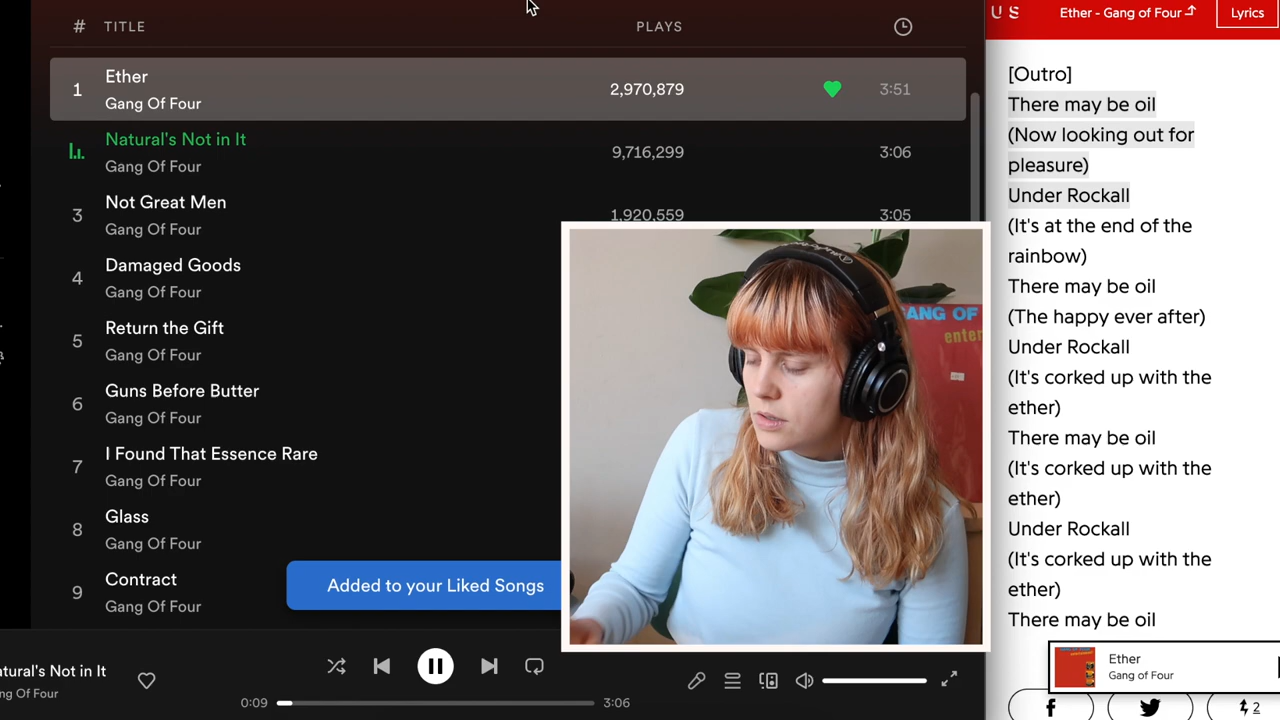 # TITLE PLAYS
1 Ether 2,970,879 3:51
Gang Of Four
Natural's Not in It 9,716,299 3:06
Gang Of Four
3 Not Great Men 1,920,559 3:05
Gang Of Four
4 Damaged Goods
Gang Of Four
5 Return the Gift
Gang Of Four
6 Guns Before Butter
Gang Of Four
7 I Found That Essence Rare
Gang Of Four
8 Glass
Gang Of Four
9 Contract
Gang Of Four
Added to your Liked Songs
atural's Not in It
ng Of Four
0:09 3:06
GANG OF
enter
U S Ether - Gang of Four Lyrics
[Outro]
There may be oil
(Now looking out for
pleasure)
Under Rockall
(It's at the end of the
rainbow)
There may be oil
(The happy ever after)
Under Rockall
(It's corked up with the
ether)
There may be oil
(It's corked up with the
ether)
Under Rockall
(It's corked up with the
ether)
There may be oil
Ether
Gang of Four
2